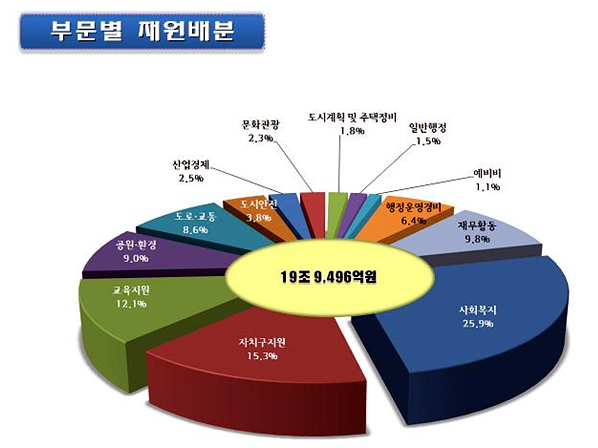 부문별 재원배분
도시계획 및 주택정비
1.8%
문화관광
2.3%
일반행정
1.5%
산업경제
2.5%
예비비
1.1%
도시안전
3.8%
행정운영경비
6.4%
도로·교통
8.6%
재무활동
9.8%
공원·환경
9.0%
19조 9,496억원
교육지원
12.1%
사회복지
25.9%
자치구지원
15.3%